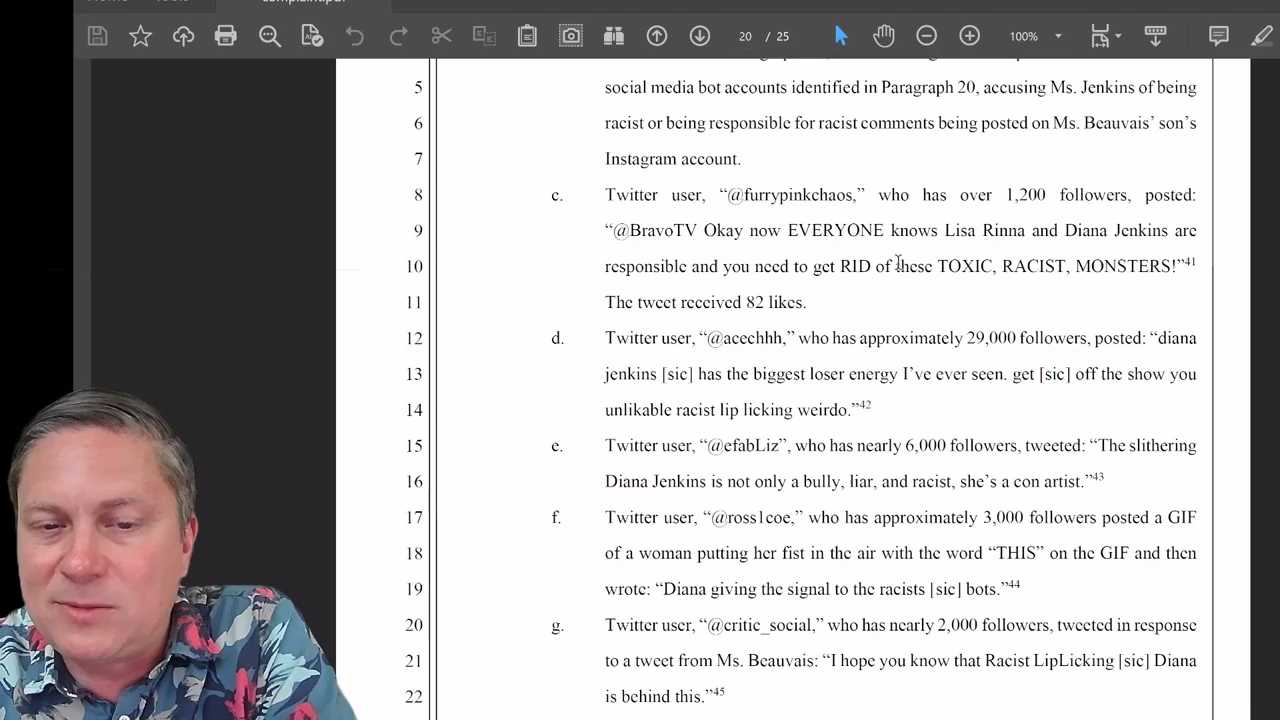 complaint.pdf
20 / 25
100%
5 social media bot accounts identified in Paragraph 20, accusing Ms. Jenkins of being
6 racist or being responsible for racist comments being posted on Ms. Beauvais’ son’s
7 Instagram account.
8 c. Twitter user, “@furrypinkchaos,” who has over 1,200 followers, posted:
9 “@BravoTV Okay now EVERYONE knows Lisa Rinna and Diana Jenkins are
10 responsible and you need to get RID of these TOXIC, RACIST, MONSTERS!”41
11 The tweet received 82 likes.
12 d. Twitter user, “@acechhh,” who has approximately 29,000 followers, posted: “diana
13 jenkins [sic] has the biggest loser energy I’ve ever seen. get [sic] off the show you
14 unlikable racist lip licking weirdo.”42
15 e. Twitter user, “@efabLiz”, who has nearly 6,000 followers, tweeted: “The slithering
16 Diana Jenkins is not only a bully, liar, and racist, she’s a con artist.”43
17 f. Twitter user, “@ross1coe,” who has approximately 3,000 followers posted a GIF
18 of a woman putting her fist in the air with the word “THIS” on the GIF and then
19 wrote: “Diana giving the signal to the racists [sic] bots.”44
20 g. Twitter user, “@critic_social,” who has nearly 2,000 followers, tweeted in response
21 to a tweet from Ms. Beauvais: “I hope you know that Racist LipLicking [sic] Diana
22 is behind this.”45